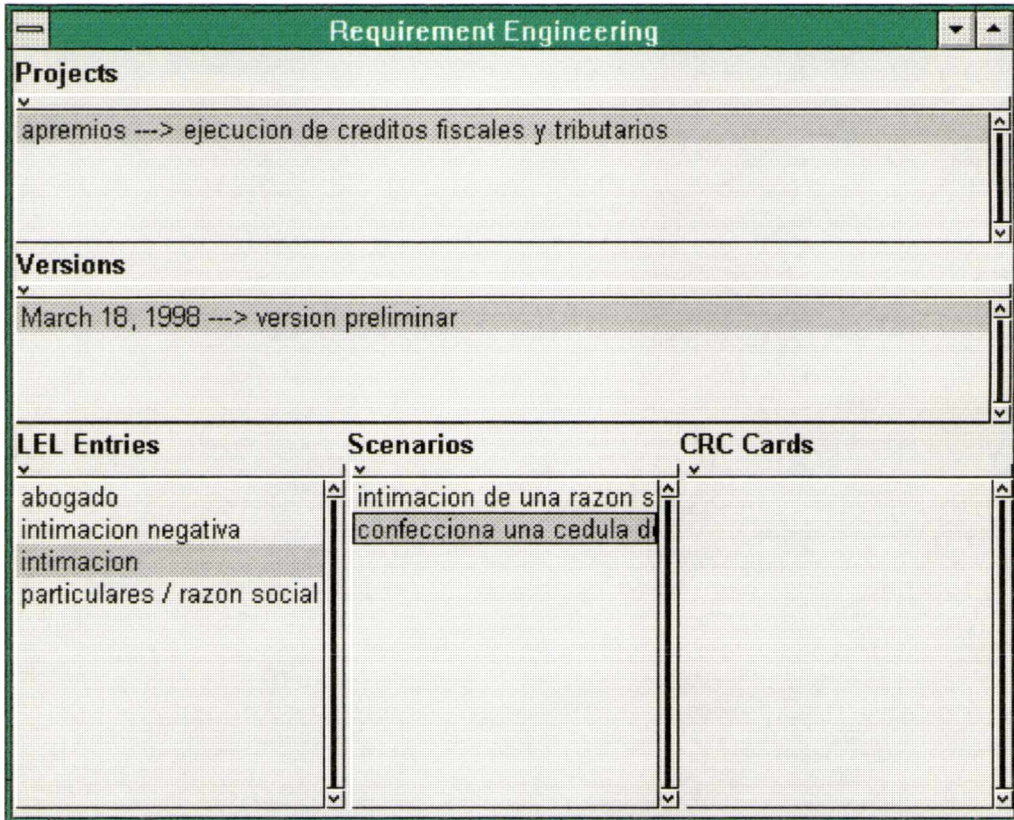 Requirement Engineering
Projects
apremios ---> ejecucion de creditos fiscales y tributarios
Versions
March 18, 1998 ---> version preliminar
LEL Entries
abogado
intimacion negativa
intimacion
particulares / razon social
Scenarios
intimacion de una razon s
confecciona una cedula d
CRC Cards